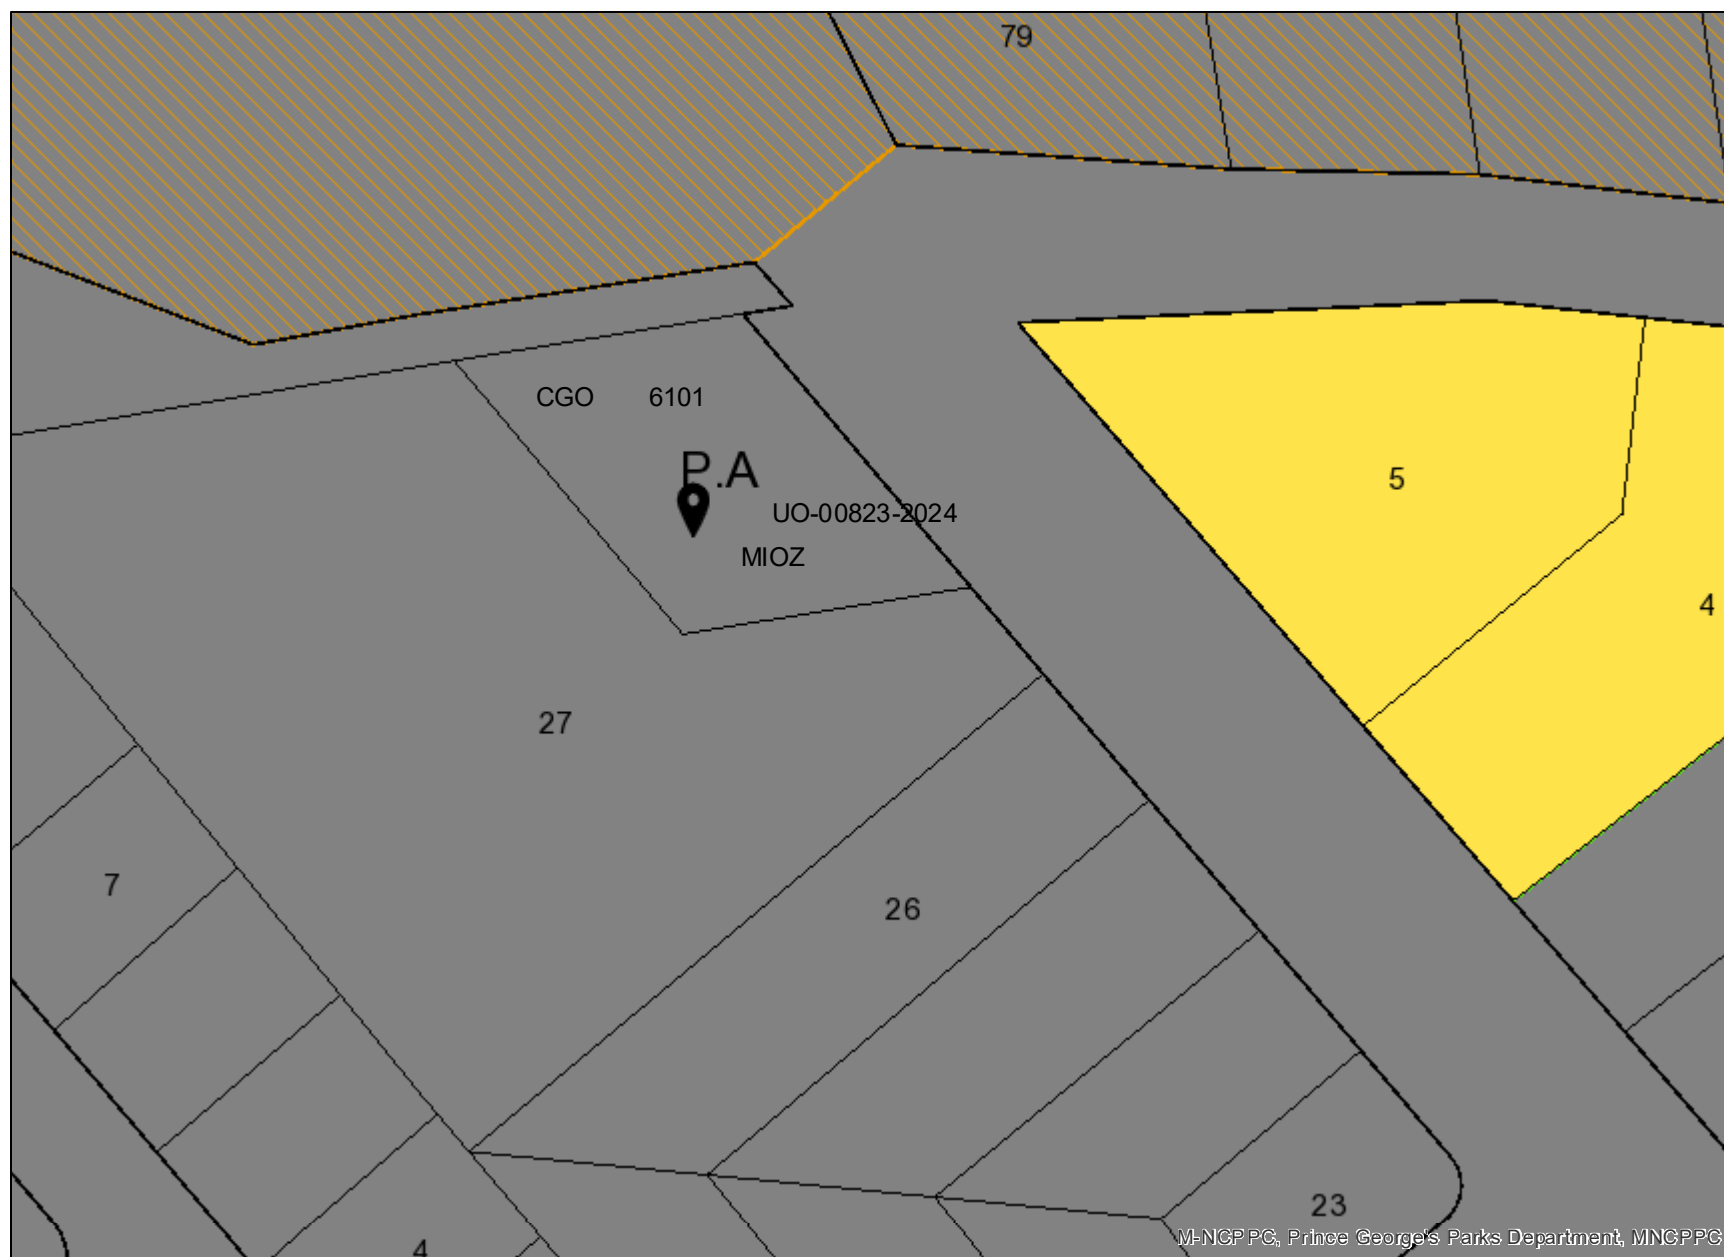 79
CGO 6101
P.A
5
UO-00823-2024
MIOZ
4
27
7
26
23
4
M-NCPPC, Prince George's Parks Department, MNCPPC